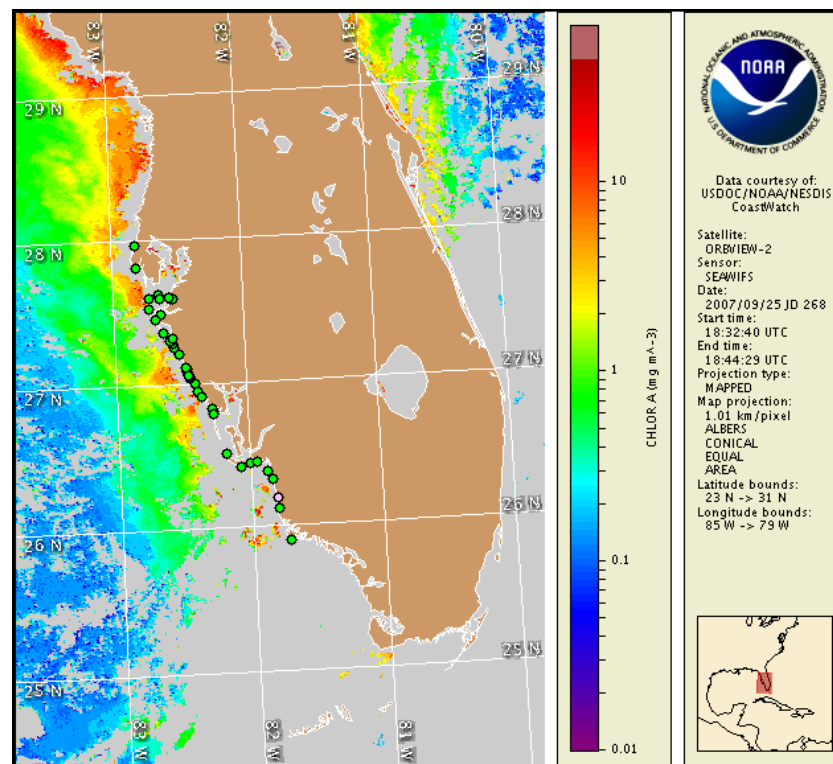 83 W
82 W
81 W
80 W
29 N
29 N
28 N
28 N
27 N
27 N
26 N
26 N
25 N
25 N
83 W
82 W
81 W
CHLOR A (mg m^-3)
10
1
0.1
0.01
NATIONAL OCEANIC AND ATMOSPHERIC ADMINISTRATION
NOAA
U.S. DEPARTMENT OF COMMERCE
Data courtesy of:
USDOC/NOAA/NESDIS
CoastWatch
Satellite:
ORBVIEW-2
Sensor:
SEAWIFS
Date:
2007/09/25 JD 268
Start time:
18:32:40 UTC
End time:
18:44:29 UTC
Projection type:
MAPPED
Map projection:
1.01 km/pixel
ALBERS
CONICAL
EQUAL
AREA
Latitude bounds:
23 N -> 31 N
Longitude bounds:
85 W -> 79 W